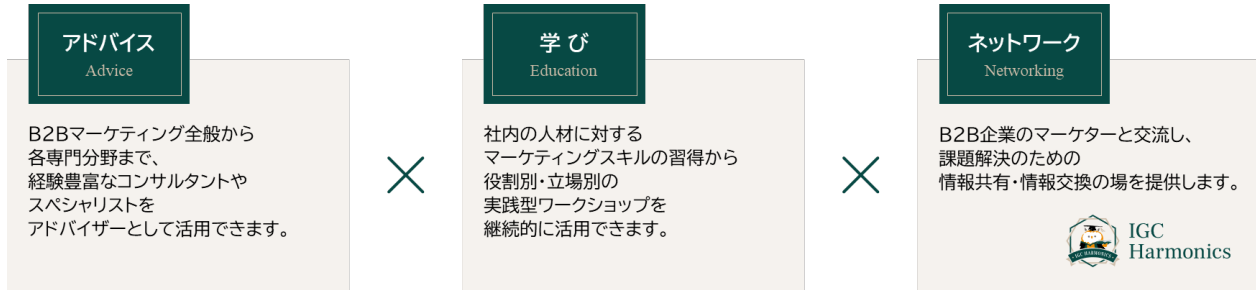 アドバイス
Advice
B2Bマーケティング全般から
各専門分野まで、
経験豊富なコンサルタントや
スペシャリストを
アドバイザーとして活用できます。
学び
Education
社内の人材に対する
マーケティングスキルの習得から
役割別・立場別の
実践型ワークショップを
継続的に活用できます。
ネットワーク
Networking
B2B企業のマーケターと交流し、
課題解決のための
情報共有・情報交換の場を提供します。
IGC HARMONICS
IGC
Harmonics